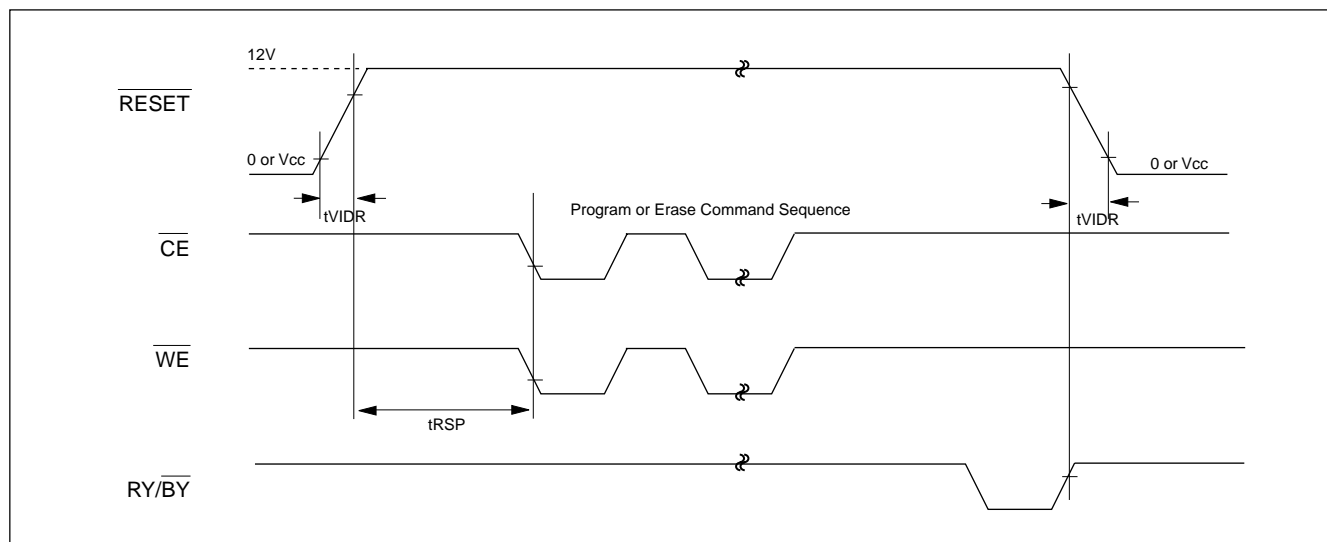 12V
RESET
0 or Vcc
0 or Vcc
tVIDR
Program or Erase Command Sequence
tVIDR
CE
WE
tRSP
RY/BY